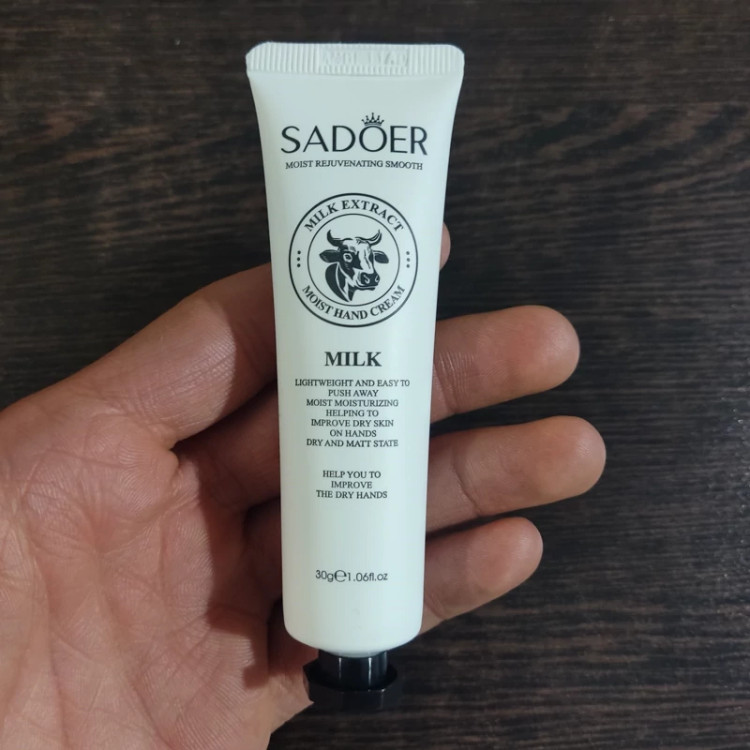 SADOER
MOIST REJUVENATING SMOOTH
MILK EXTRACT
MOIST HAND CREAM
MILK
LIGHTWEIGHT AND EASY TO
PUSH AWAY
MOIST MOISTURIZING
HELPING TO
IMPROVE DRY SKIN
ON HANDS
DRY AND MATT STATE
HELP YOU TO
IMPROVE
THE DRY HANDS
30g℮1.06fl.oz